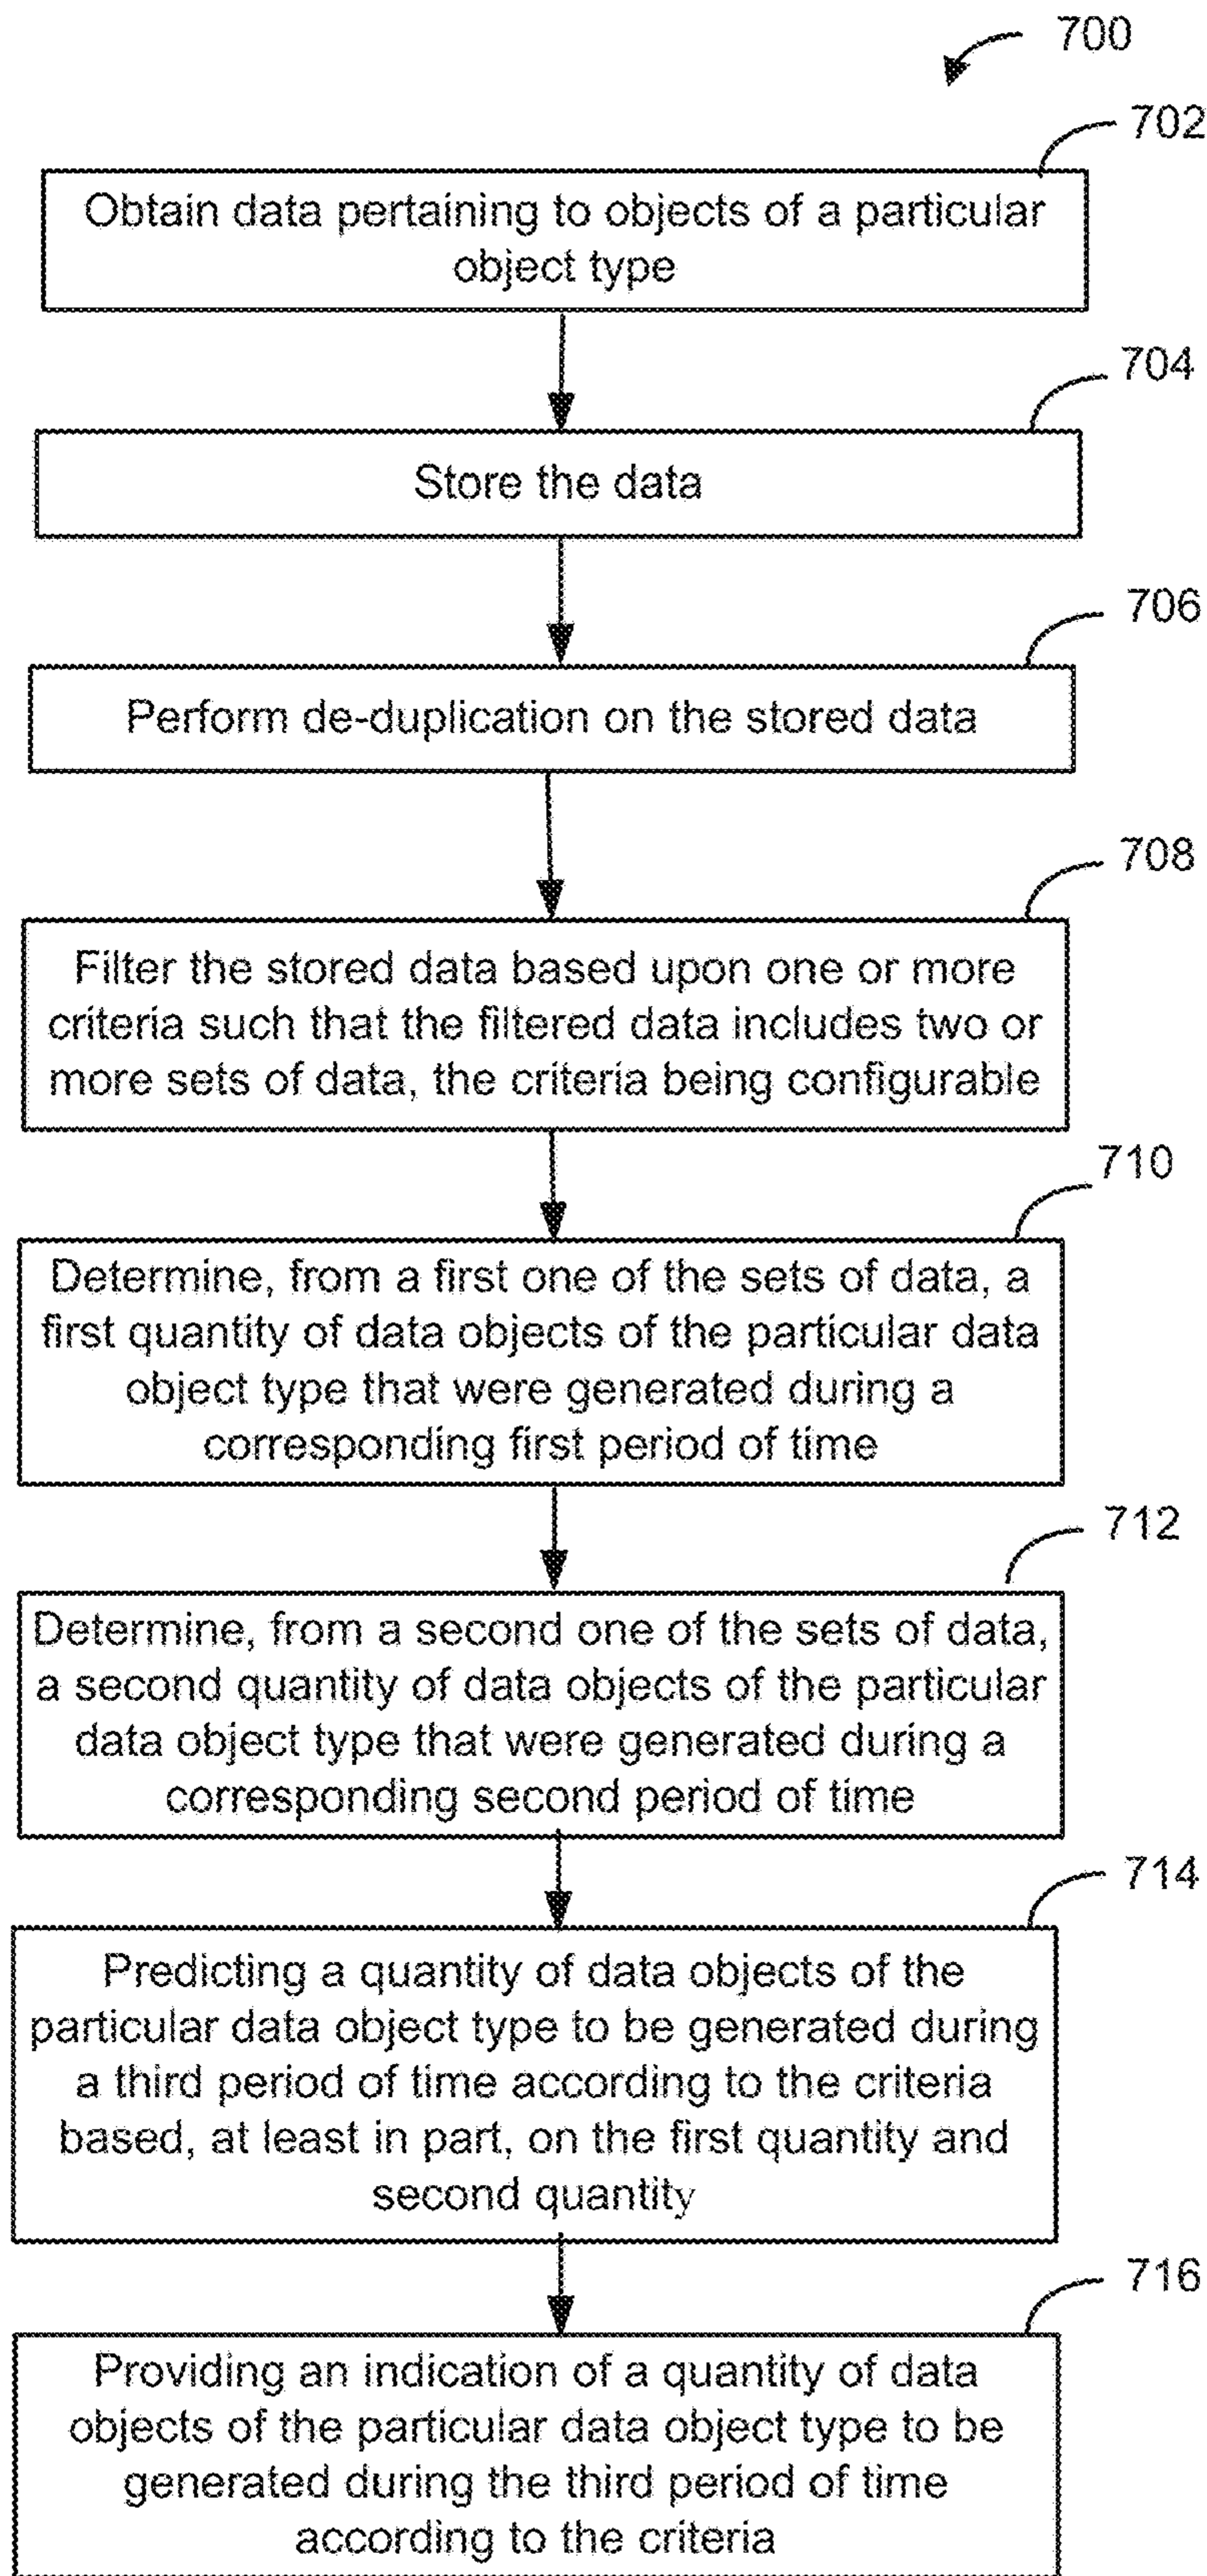 700
702
Obtain data pertaining to objects of a particular
object type
704
Store the data
706
Perform de-duplication on the stored data
708
Filter the stored data based upon one or more
criteria such that the filtered data includes two or
more sets of data, the criteria being configurable
710
Determine, from a first one of the sets of data, a
first quantity of data objects of the particular data
object type that were generated during a
corresponding first period of time
712
Determine, from a second one of the sets of data,
a second quantity of data objects of the particular
data object type that were generated during a
corresponding second period of time
714
Predicting a quantity of data objects of the
particular data object type to be generated during
a third period of time according to the criteria
based, at least in part, on the first quantity and
second quantity
716
Providing an indication of a quantity of data
objects of the particular data object type to be
generated during the third period of time
according to the criteria